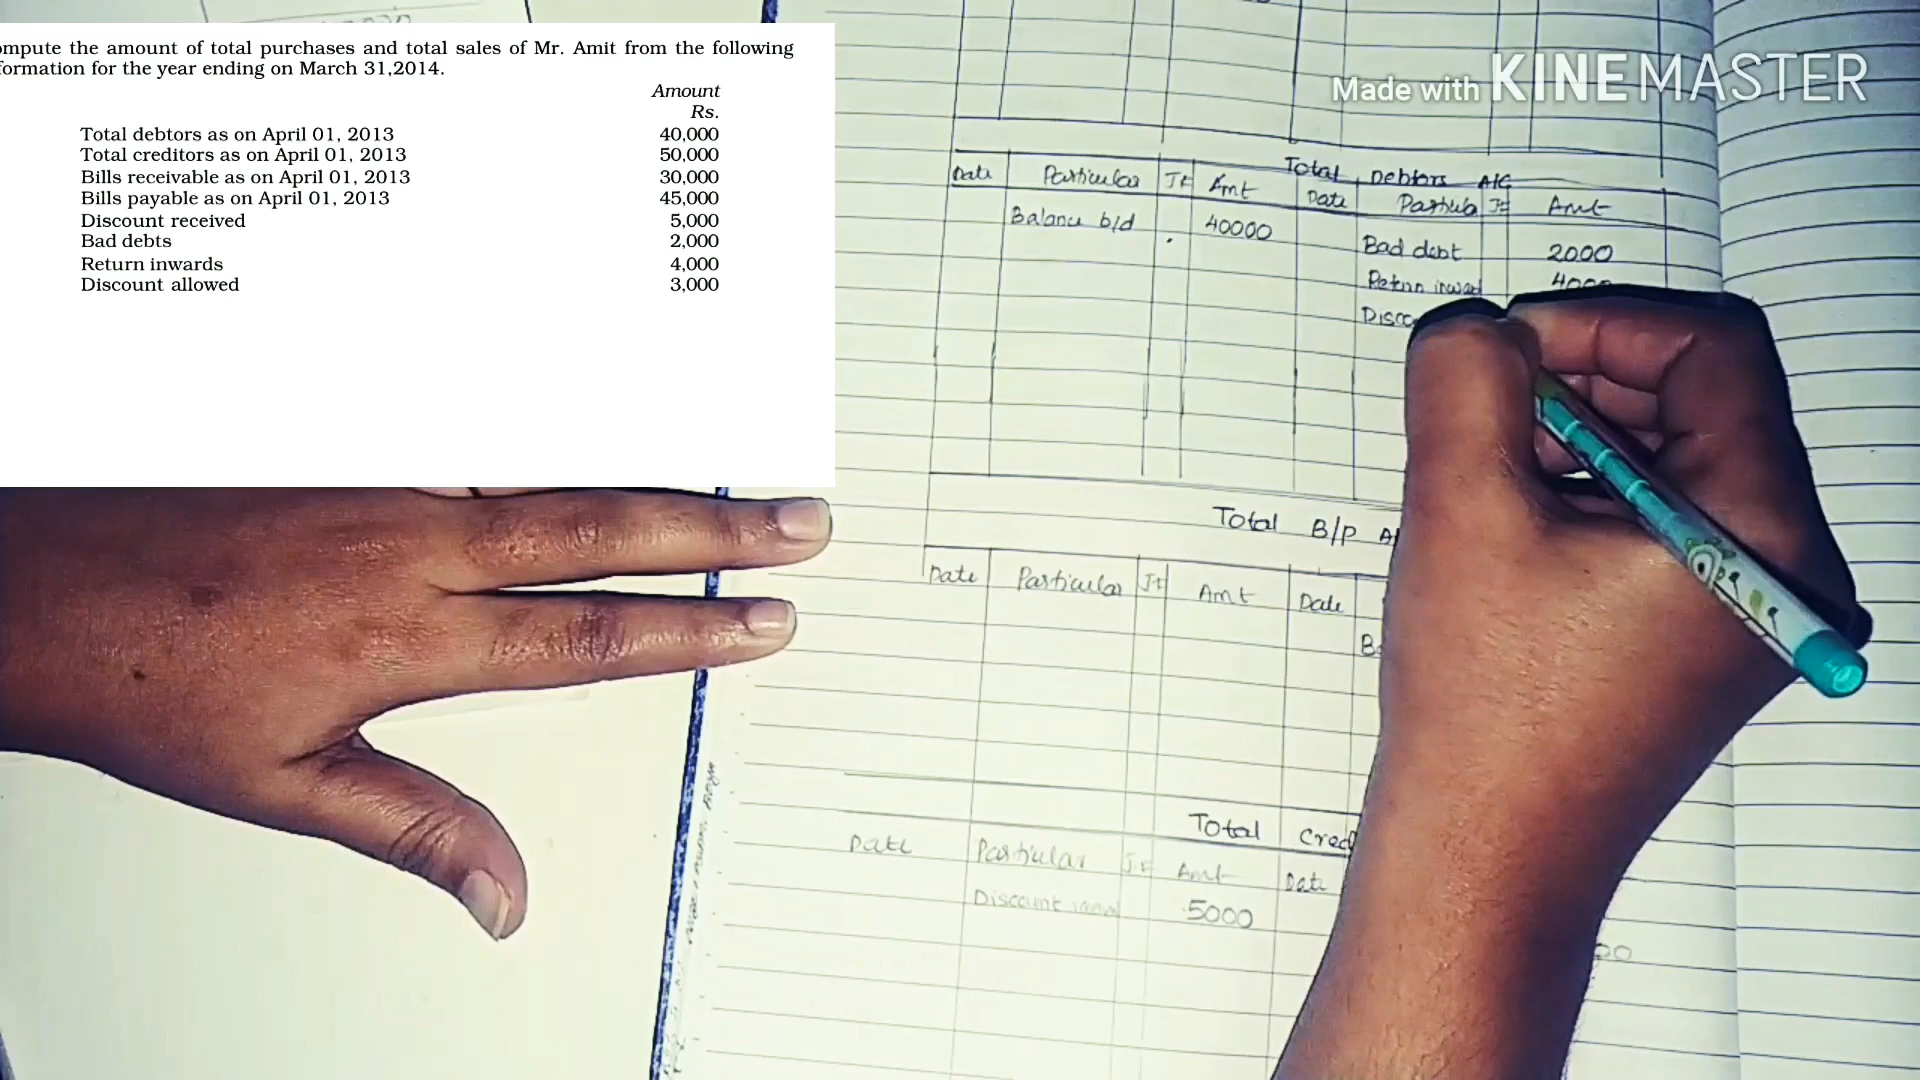 ompute the amount of total purchases and total sales of Mr. Amit from the following
formation for the year ending on March 31,2014.
Amount
Rs.
Total debtors as on April 01, 2013 40,000
Total creditors as on April 01, 2013 50,000
Bills receivable as on April 01, 2013 30,000
Bills payable as on April 01, 2013 45,000
Discount received 5,000
Bad debts 2,000
Return inwards 4,000
Discount allowed 3,000
Made with KINEMASTER
Total Debtors A/C
Date Particular J.F Amt Date Particula J.F Amt
Balance b/d 40000 Bad debt 2000
Return inward 4000
Disco
Total B/P A/
Date Particular J.F Amt Date
Ba
Total Cred
Date Particular J.F Amt Date
Discount 5000